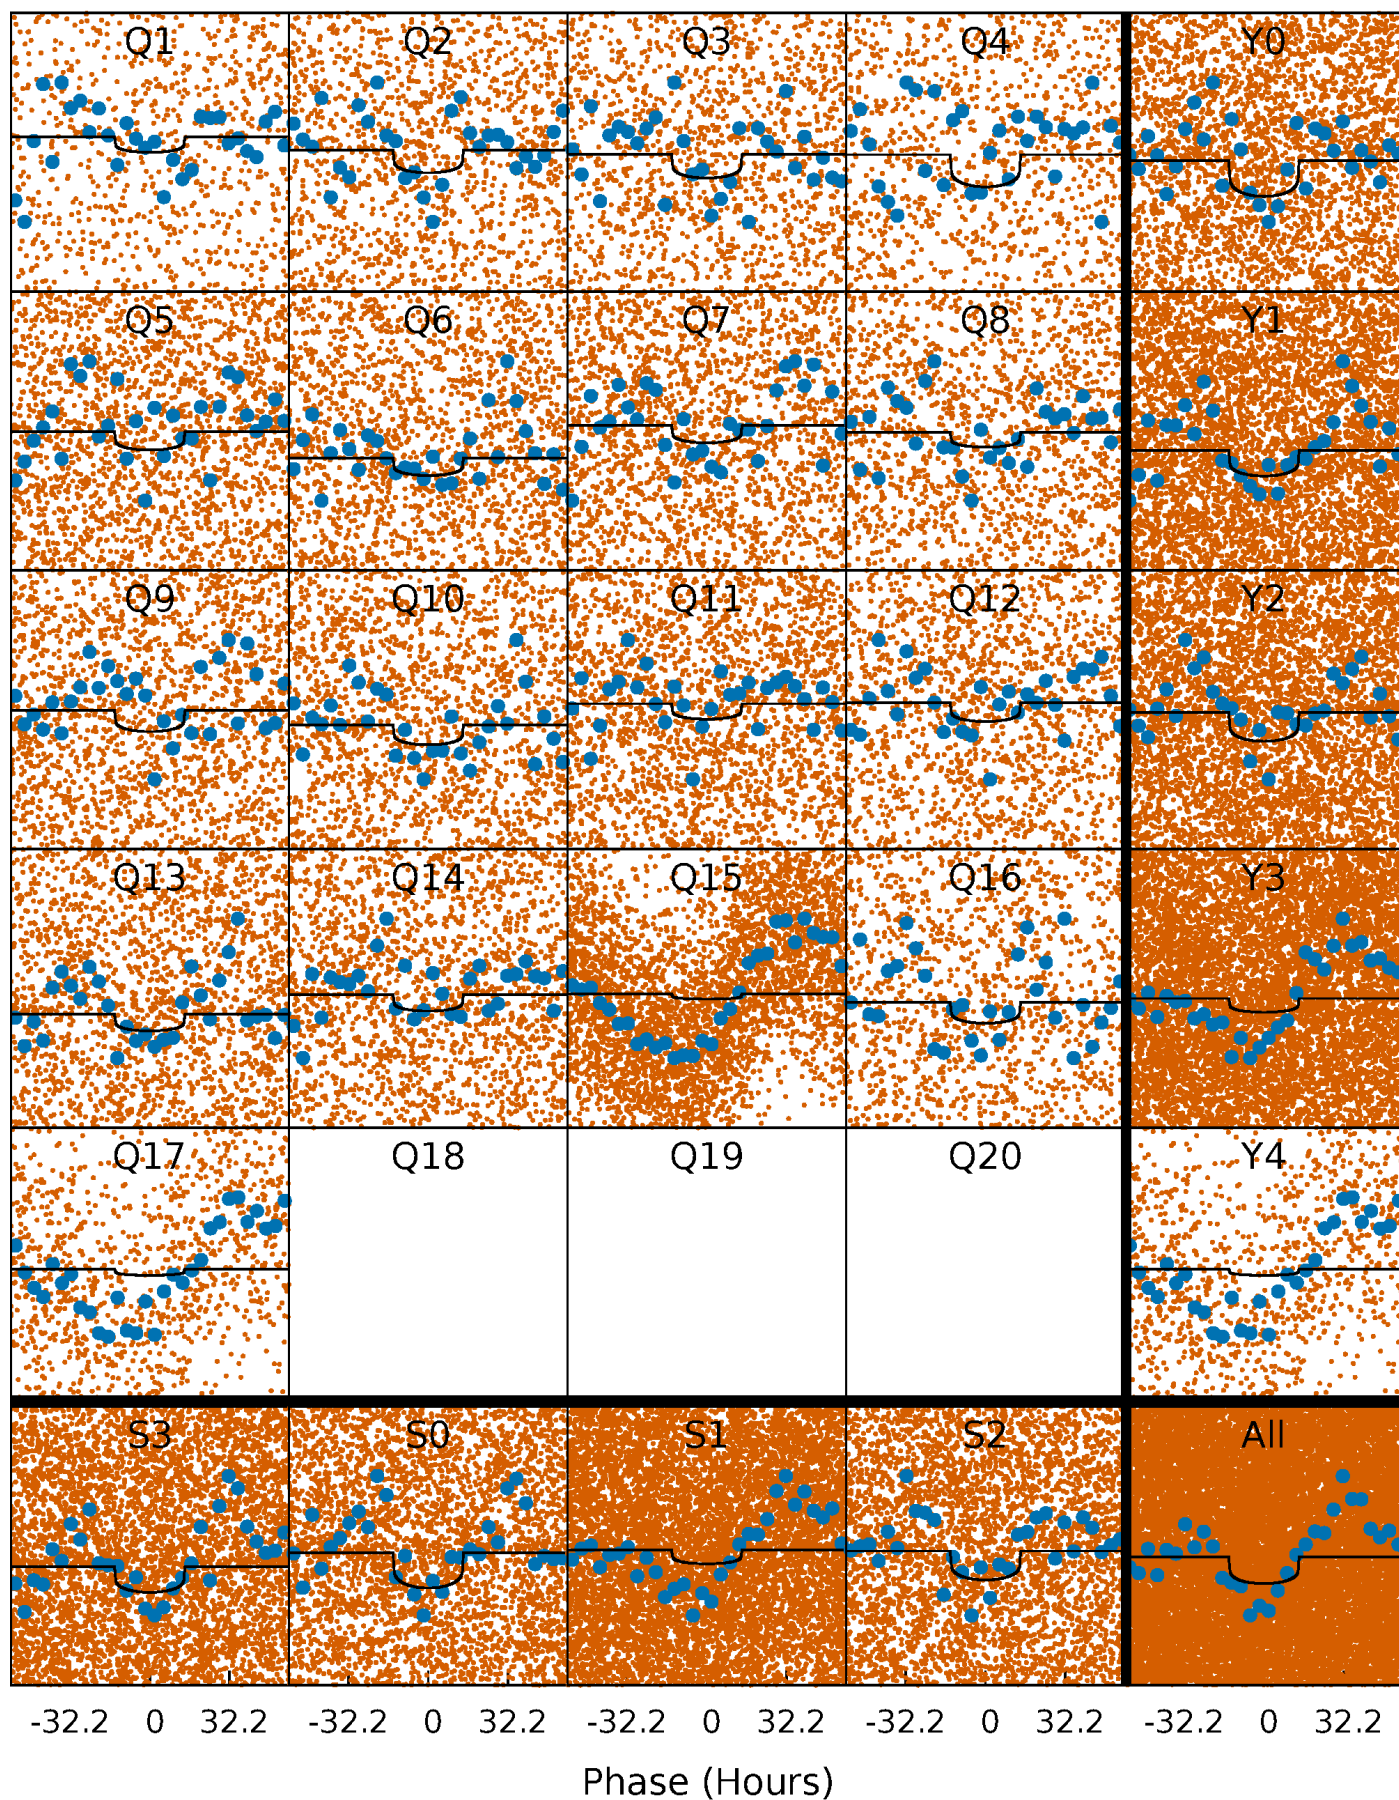 Q1 Q2 Q3 Q4 Y0
Q5 Q6 Q7 Q8 Y1
Q9 Q10 Q11 Q12 Y2
Q13 Q14 Q15 Q16 Y3
Q17 Q18 Q19 Q20 Y4
S3 S0 S1 S2 All
-32.2 0 32.2 -32.2 0 32.2 -32.2 0 32.2 -32.2 0 32.2 -32.2 0 32.2
Phase (Hours)